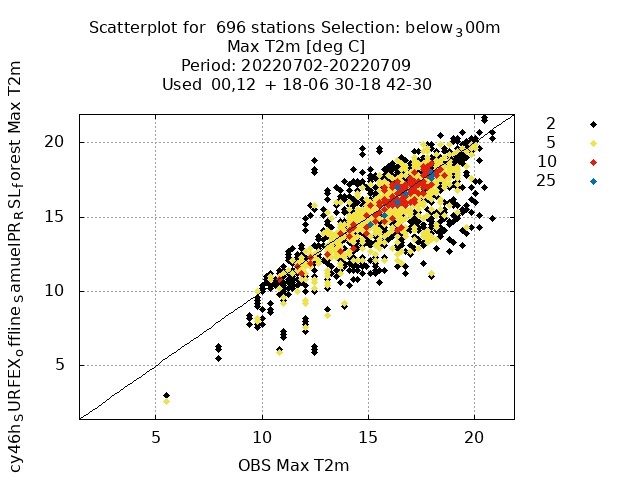 Scatterplot for  696 stations Selection: below300m
Max T2m [deg C]
Period: 20220702-20220709
Used  00,12  + 18-06 30-18 42-30
cy46hsURFEXoffline samuelPRRSLforest Max T2m
20
15
10
5
5
10
15
20
OBS Max T2m
2
5
10
25